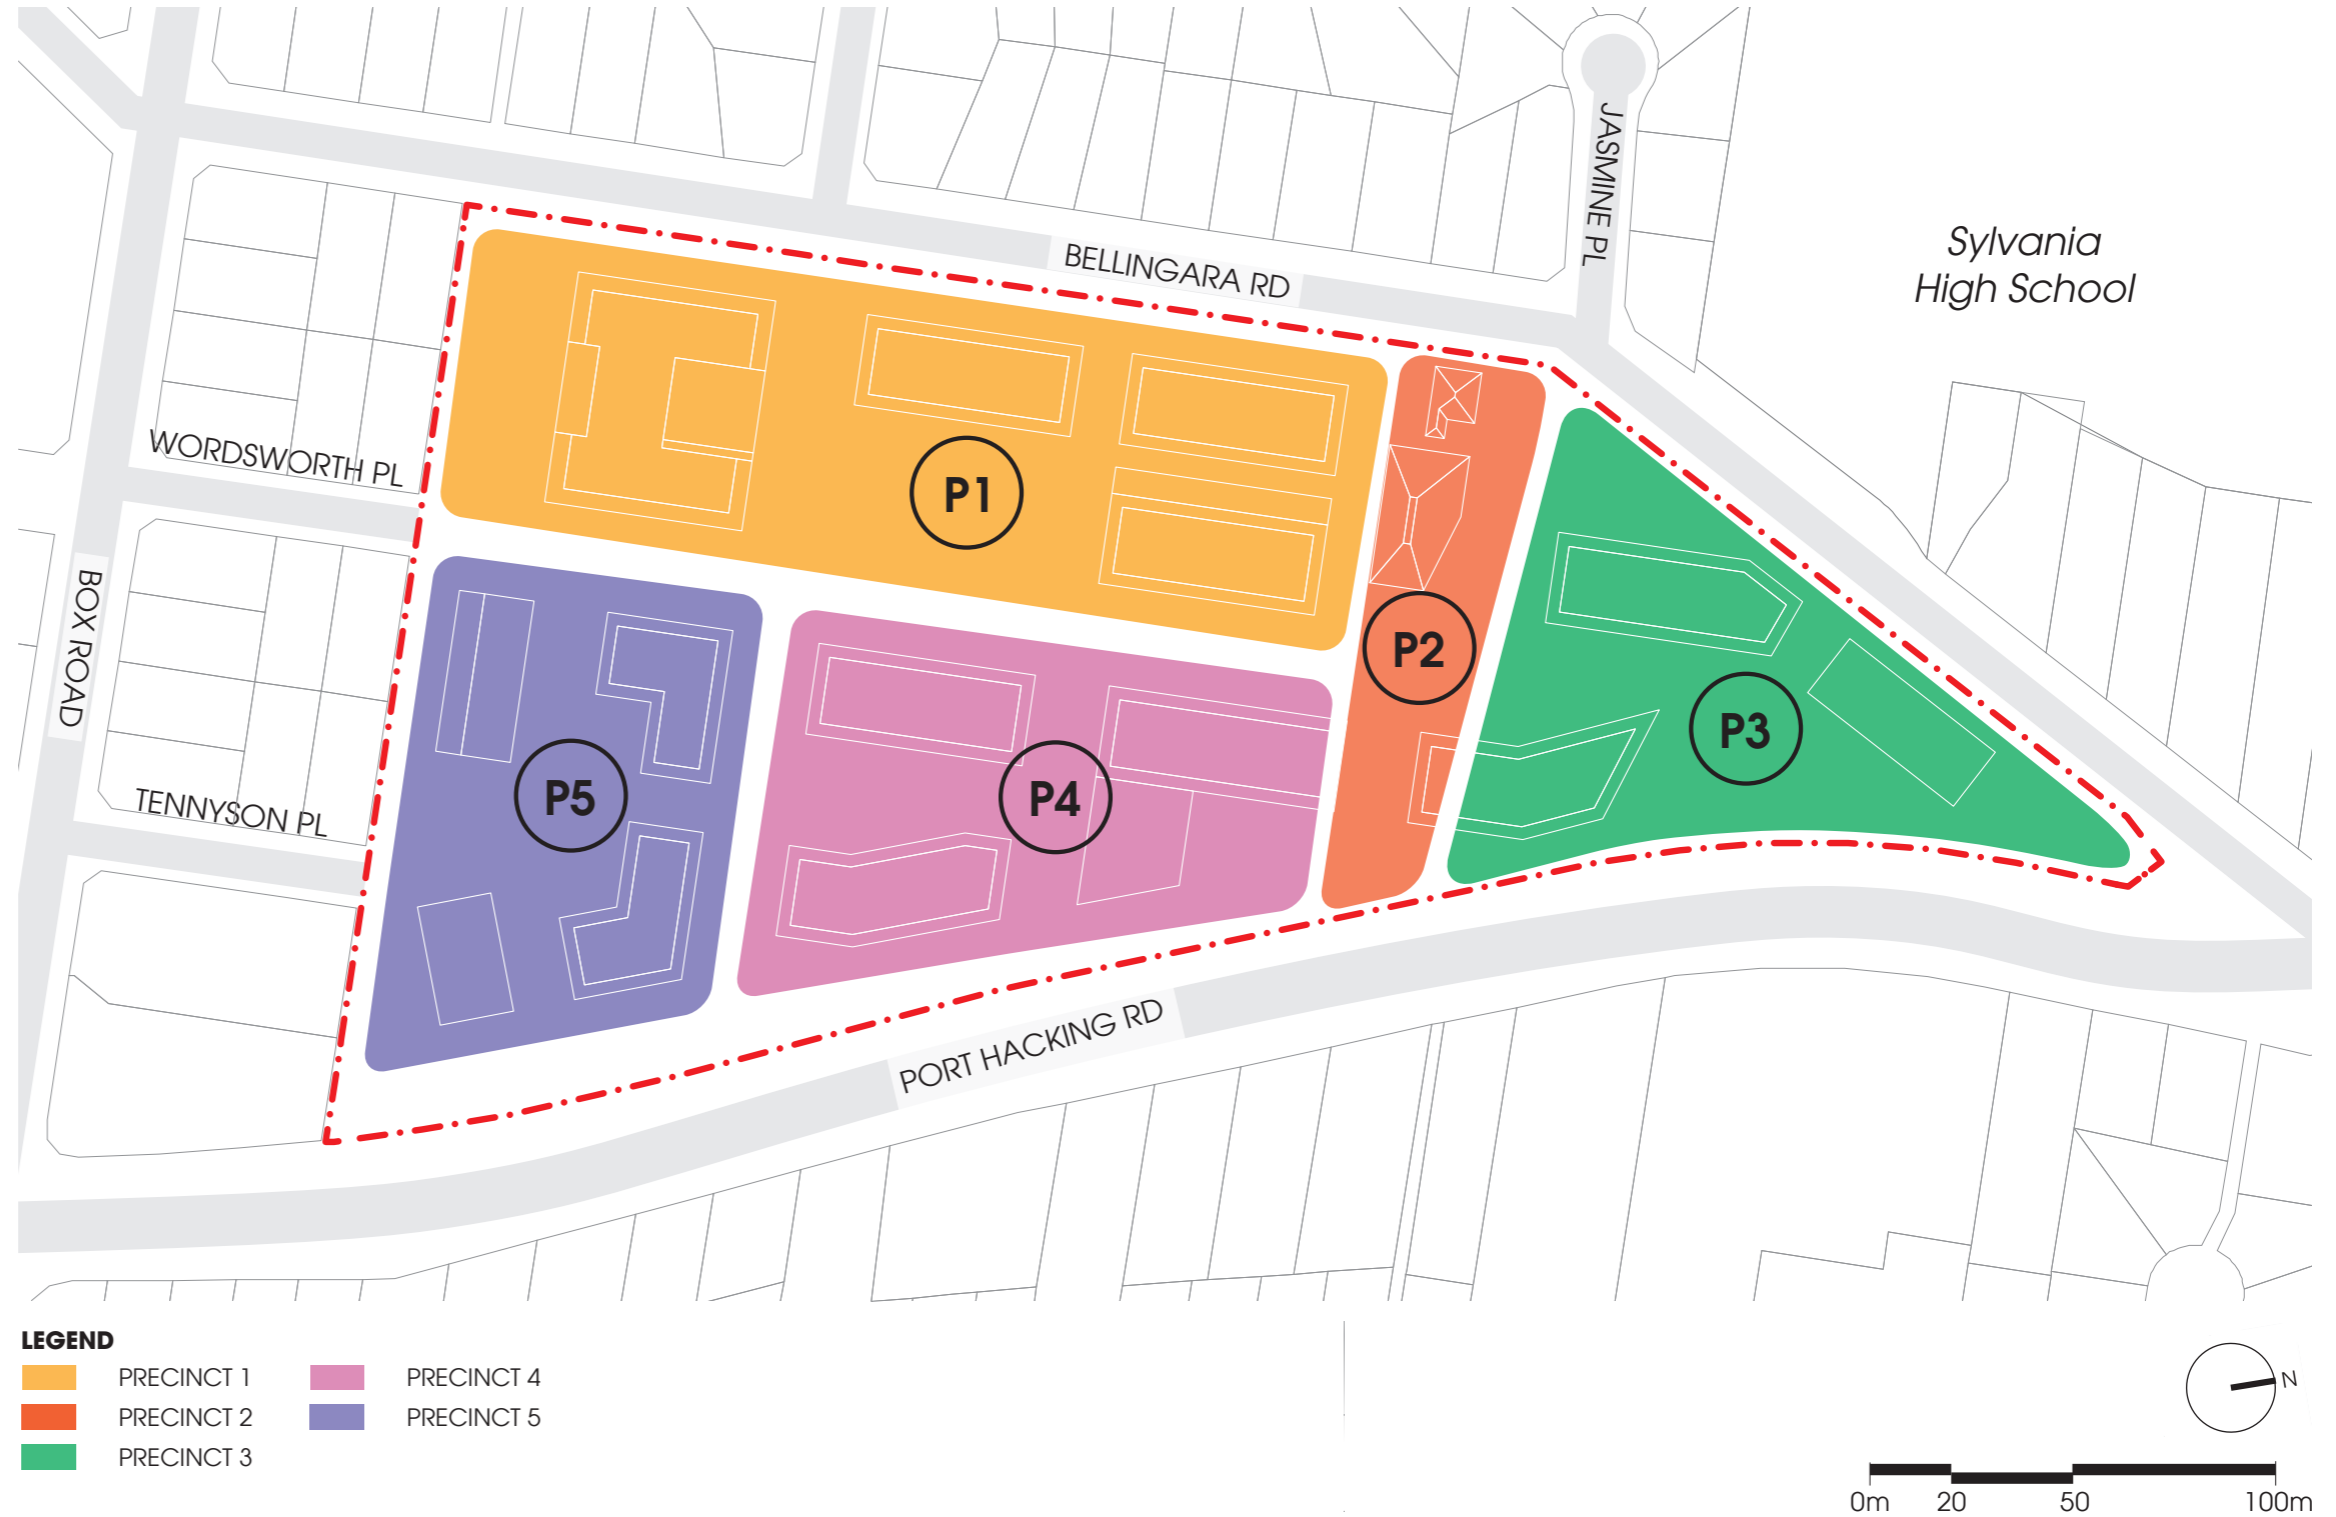 JASMINE PL
Sylvania
High School
BELLINGARA RD
WORDSWORTH PL
P1
BOX ROAD
P2
P3
TENNYSON PL
P5
P4
PORT HACKING RD
LEGEND
PRECINCT 1
PRECINCT 4
PRECINCT 2
PRECINCT 5
PRECINCT 3
N
0m 20 50 100m